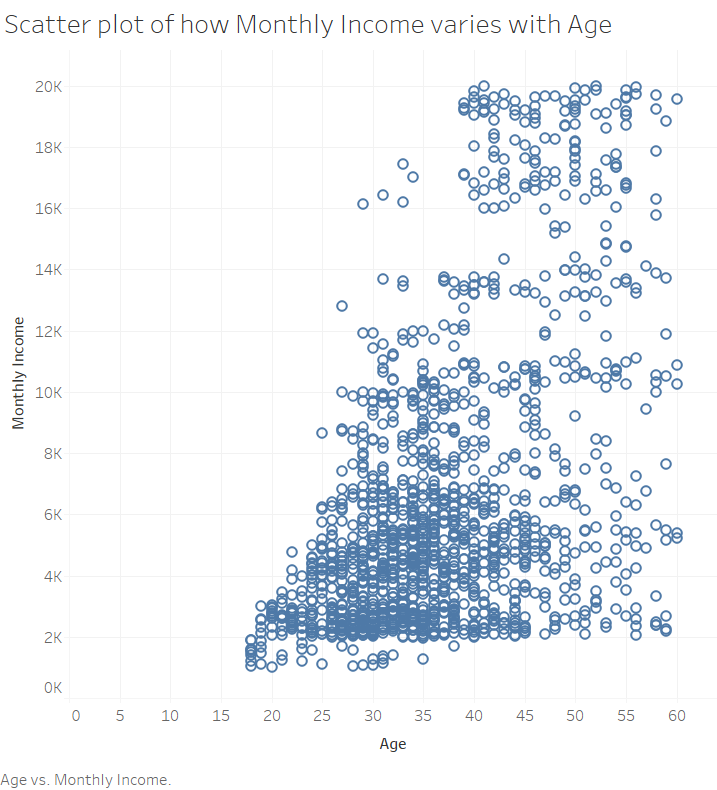 Scatter plot of how Monthly Income varies with Age
20K
18K
16K
14K
12K
10K
8K
6K
4K
2K
0K
Monthly Income
0 5 10 15 20 25 30 35 40 45 50 55 60
Age
Age vs. Monthly Income.